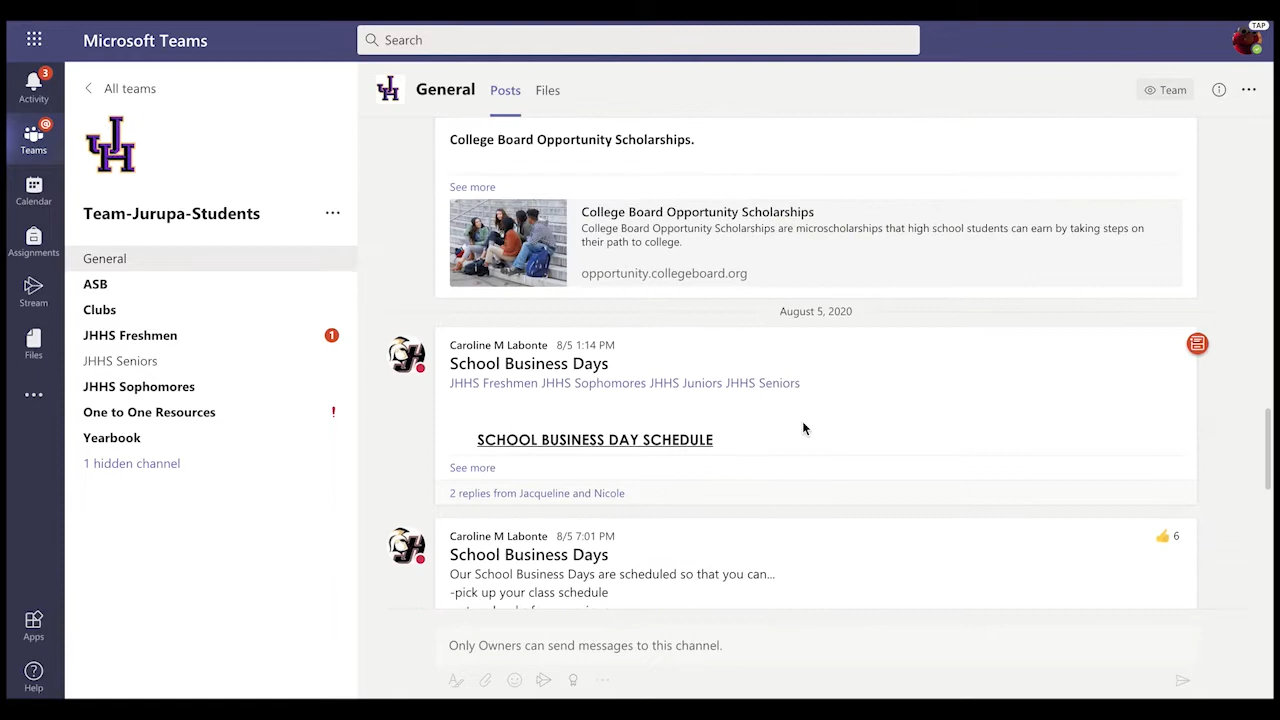 TAP
Microsoft Teams
Search
3
Activity
@
Teams
Calendar
Assignments
Stream
Files
Apps
Help
All teams
JH
Team-Jurupa-Students
General
ASB
Clubs
JHHS Freshmen
1
JHHS Seniors
JHHS Sophomores
One to One Resources
!
Yearbook
1 hidden channel
JH
General
Posts
Files
Team
College Board Opportunity Scholarships.
See more
College Board Opportunity Scholarships
College Board Opportunity Scholarships are microscholarships that high school students can earn by taking steps on
their path to college.
opportunity.collegeboard.org
August 5, 2020
Caroline M Labonte 8/5 1:14 PM
School Business Days
JHHS Freshmen JHHS Sophomores JHHS Juniors JHHS Seniors
SCHOOL BUSINESS DAY SCHEDULE
See more
2 replies from Jacqueline and Nicole
Caroline M Labonte 8/5 7:01 PM
6
School Business Days
Our School Business Days are scheduled so that you can...
-pick up your class schedule
Only Owners can send messages to this channel.